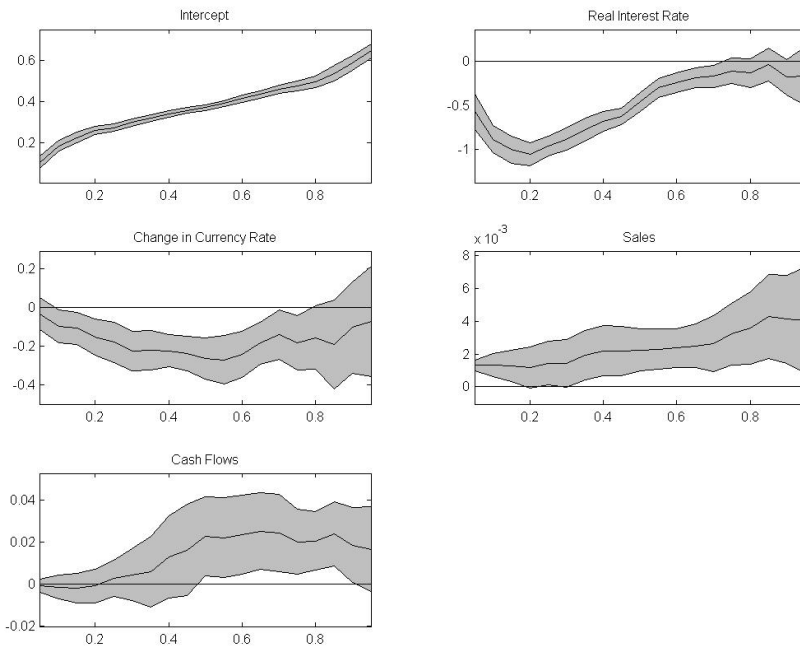 Intercept
0.6
0.4
0.2
0.2 0.4 0.6 0.8
Real Interest Rate
0
-0.5
-1
0.2 0.4 0.6 0.8
Change in Currency Rate
0.2
0
-0.2
-0.4
0.2 0.4 0.6 0.8
Sales
x 10^-3
8
6
4
2
0
0.2 0.4 0.6 0.8
Cash Flows
0.04
0.02
0
-0.02
0.2 0.4 0.6 0.8